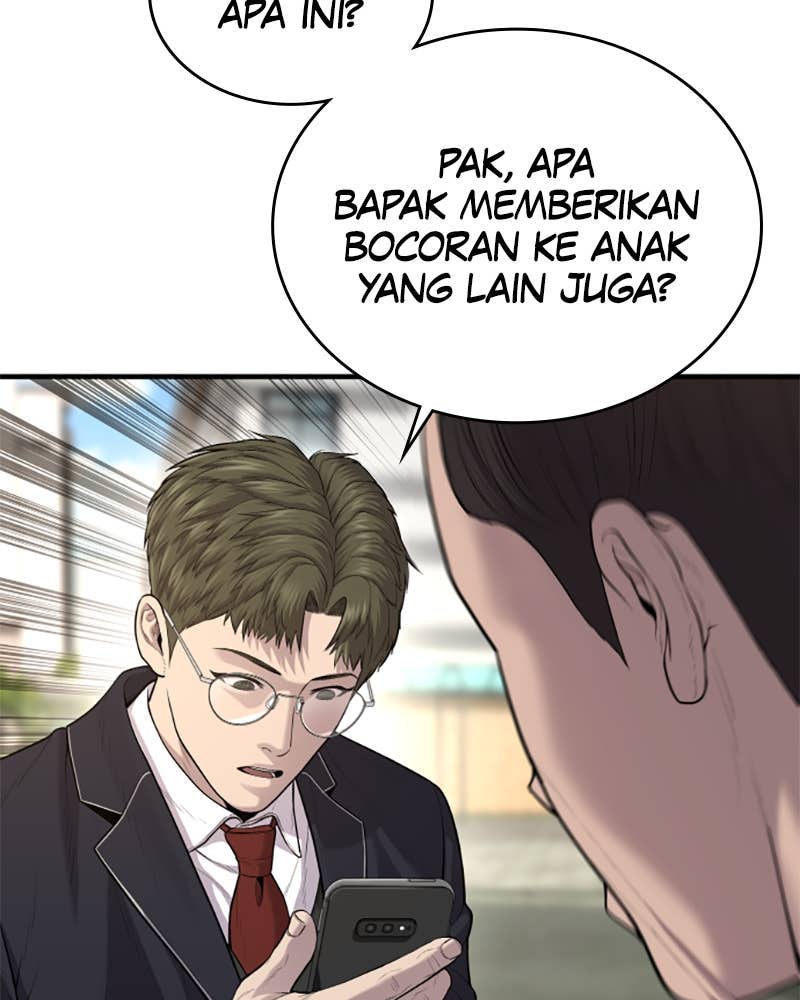 APA INI?
PAK, APA
BAPAK MEMBERIKAN
BOCORAN KE ANAK
YANG LAIN JUGA?